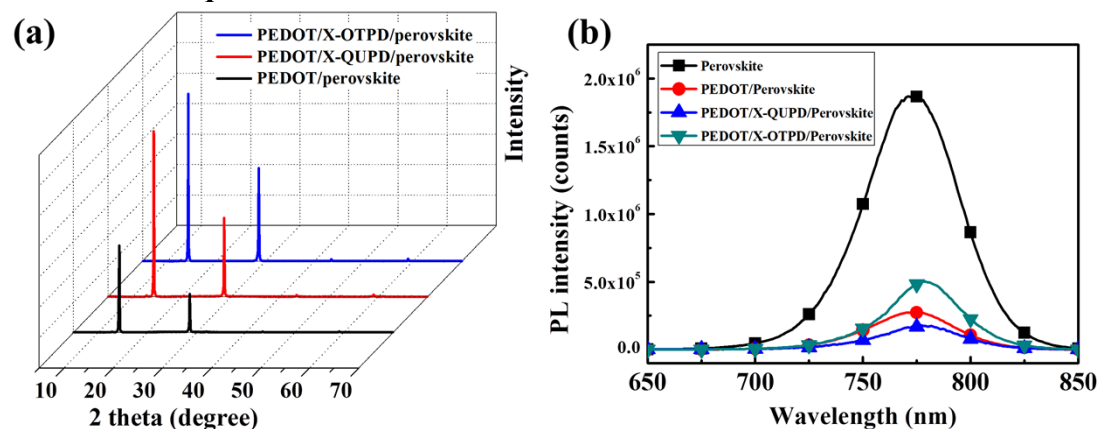 (a)
PEDOT/X-OTPD/perovskite
PEDOT/X-QUPD/perovskite
PEDOT/perovskite
Intensity
10 20 30 40 50 60 70
2 theta (degree)
(b)
Perovskite
PEDOT/Perovskite
PEDOT/X-QUPD/Perovskite
PEDOT/X-OTPD/Perovskite
PL intensity (counts)
2.0x10⁶
1.5x10⁶
1.0x10⁶
5.0x10⁵
0.0
650 700 750 800 850
Wavelength (nm)